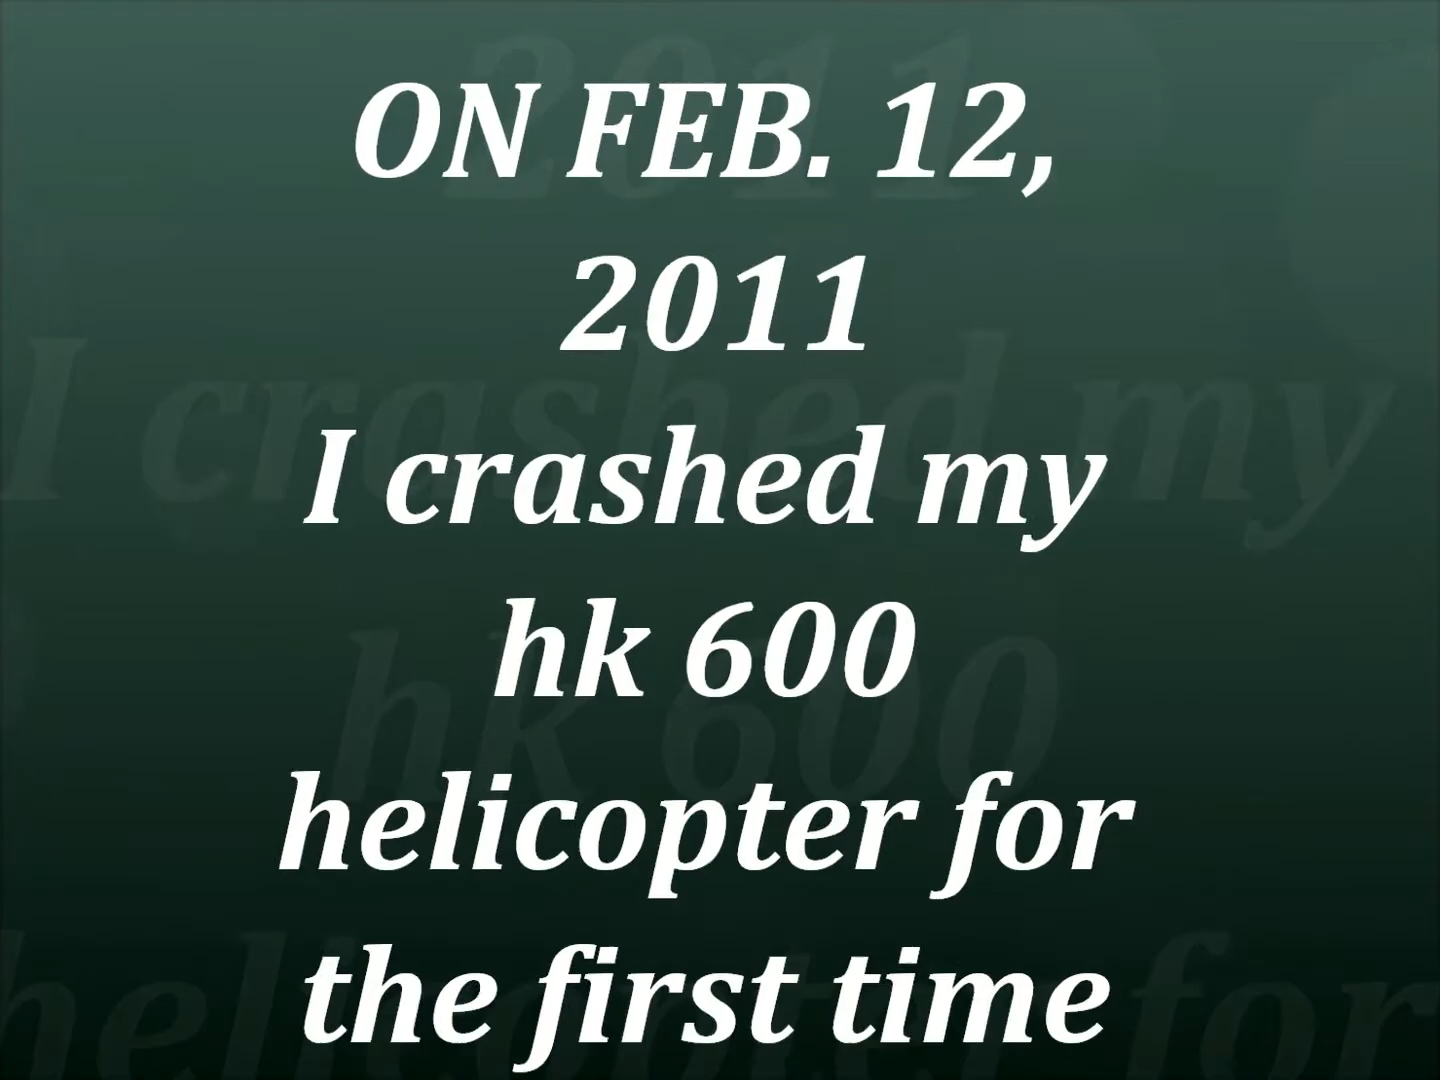 ON FEB. 12,
2011
I crashed my
hk 600
helicopter for
the first time